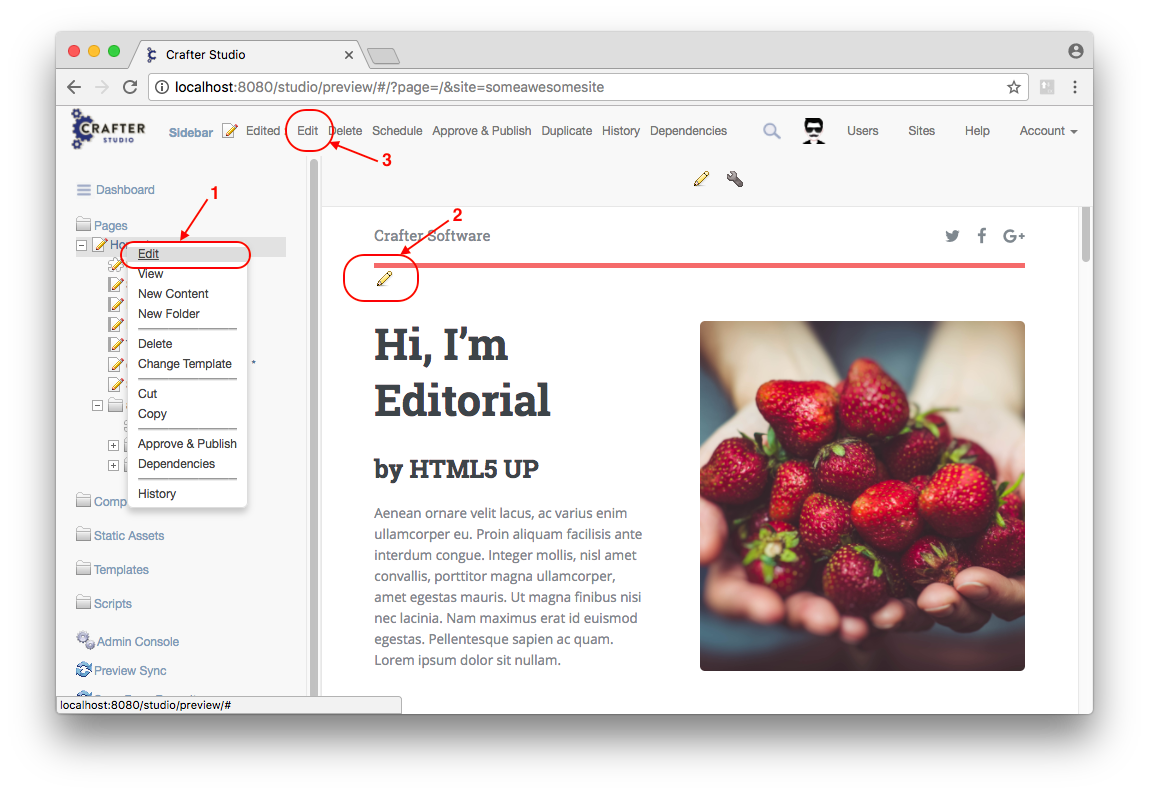 Crafter Studio
localhost:8080/studio/preview/#/?page=/&site=someawesomesite
CRAFTER
STUDIO
Sidebar
Edited
Edit
Delete
Schedule
Approve & Publish
Duplicate
History
Dependencies
Users
Sites
Help
Account
3
Dashboard
1
Pages
Edit
View
New Content
New Folder
Delete
Change Template
*
Cut
Copy
Approve & Publish
Dependencies
History
Static Assets
Templates
Scripts
Admin Console
Preview Sync
localhost:8080/studio/preview/#
2
Crafter Software
G+
Hi, I’m
Editorial
by HTML5 UP
Aenean ornare velit lacus, ac varius enim
ullamcorper eu. Proin aliquam facilisis ante
interdum congue. Integer mollis, nisl amet
convallis, porttitor magna ullamcorper,
amet egestas mauris. Ut magna finibus nisi
nec lacinia. Nam maximus erat id euismod
egestas. Pellentesque sapien ac quam.
Lorem ipsum dolor sit nullam.